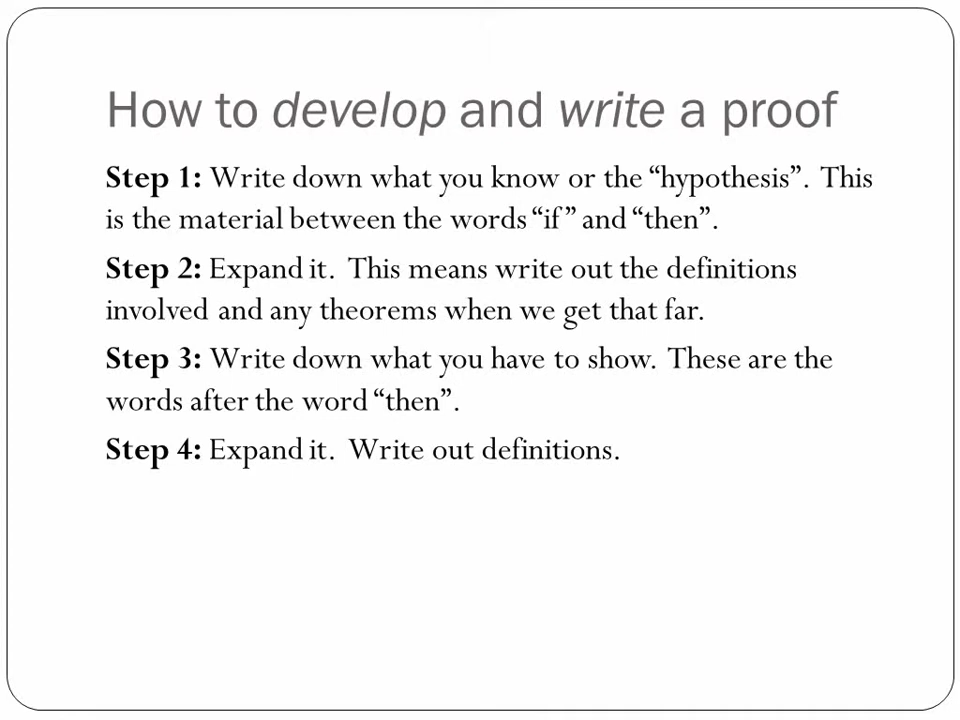 How to develop and write a proof
Step 1: Write down what you know or the “hypothesis”. This
is the material between the words “if” and “then”.
Step 2: Expand it. This means write out the definitions
involved and any theorems when we get that far.
Step 3: Write down what you have to show. These are the
words after the word “then”.
Step 4: Expand it. Write out definitions.